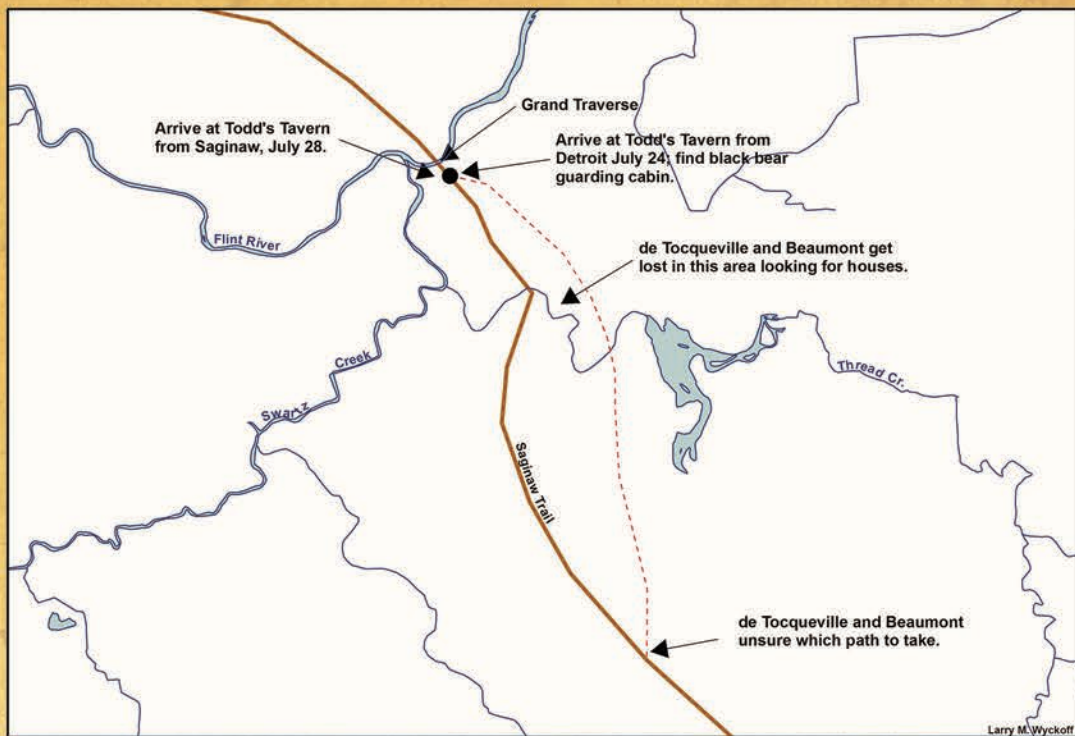 Grand Traverse
Arrive at Todd's Tavern
from Saginaw, July 28.
Arrive at Todd's Tavern from
Detroit July 24; find black bear
guarding cabin.
Flint River
de Tocqueville and Beaumont get
lost in this area looking for houses.
Swartz Creek
Thread Cr.
Saginaw Trail
de Tocqueville and Beaumont
unsure which path to take.
Larry M. Wyckoff